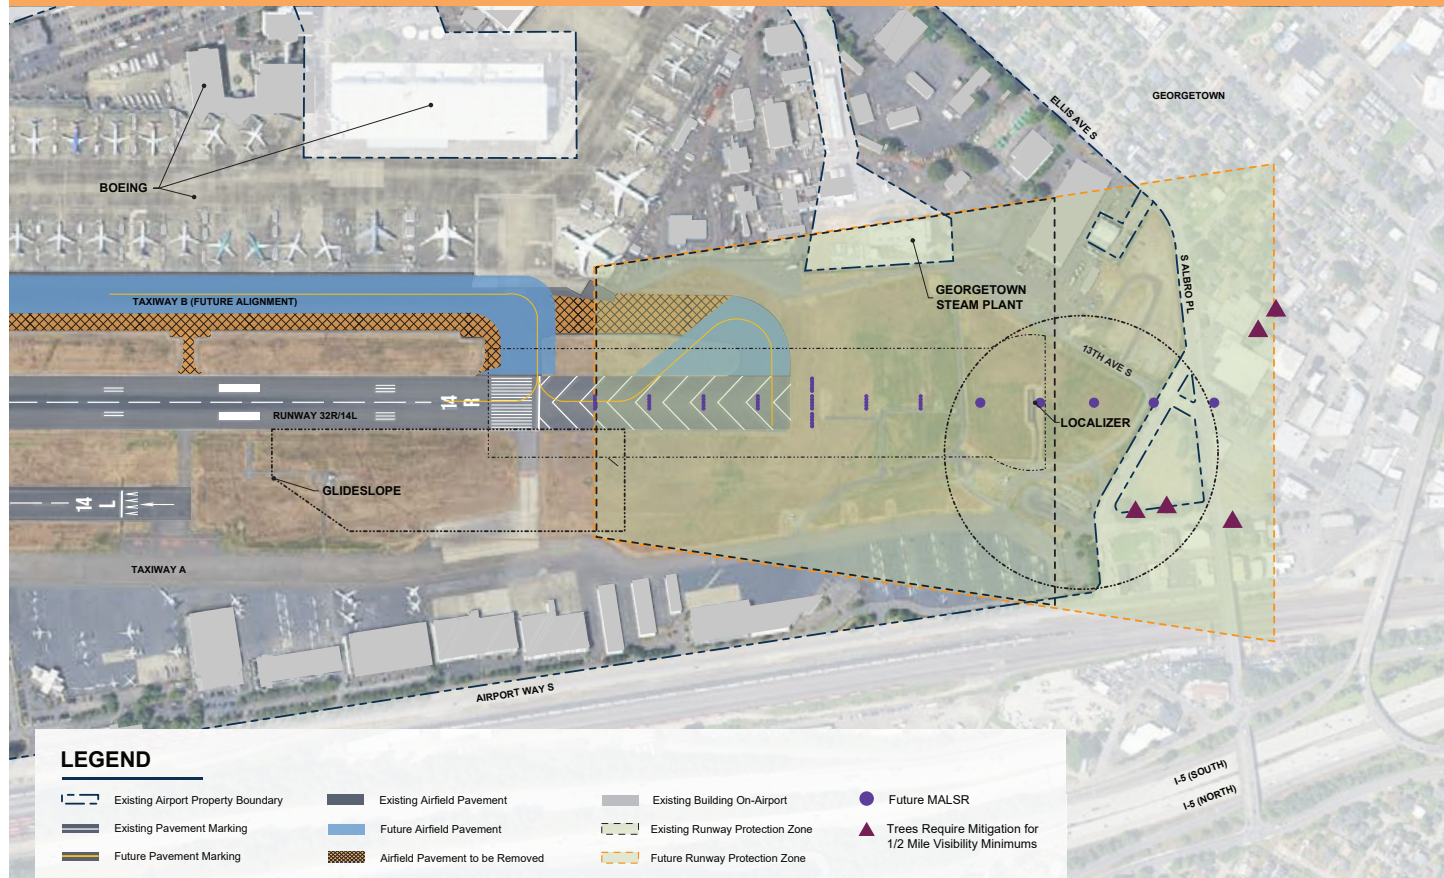 GEORGETOWN
ELLIS AVE S
BOEING
S ALBRO PL
GEORGETOWN
STEAM PLANT
TAXIWAY B (FUTURE ALIGNMENT)
13TH AVE S
14
R
RUNWAY 32R/14L
LOCALIZER
GLIDESLOPE
14
L
TAXIWAY A
AIRPORT WAY S
I-5 (SOUTH)
I-5 (NORTH)
LEGEND
Existing Airport Property Boundary
Existing Pavement Marking
Future Pavement Marking
Existing Airfield Pavement
Future Airfield Pavement
Airfield Pavement to be Removed
Existing Building On-Airport
Existing Runway Protection Zone
Future Runway Protection Zone
Future MALSR
Trees Require Mitigation for
1/2 Mile Visibility Minimums